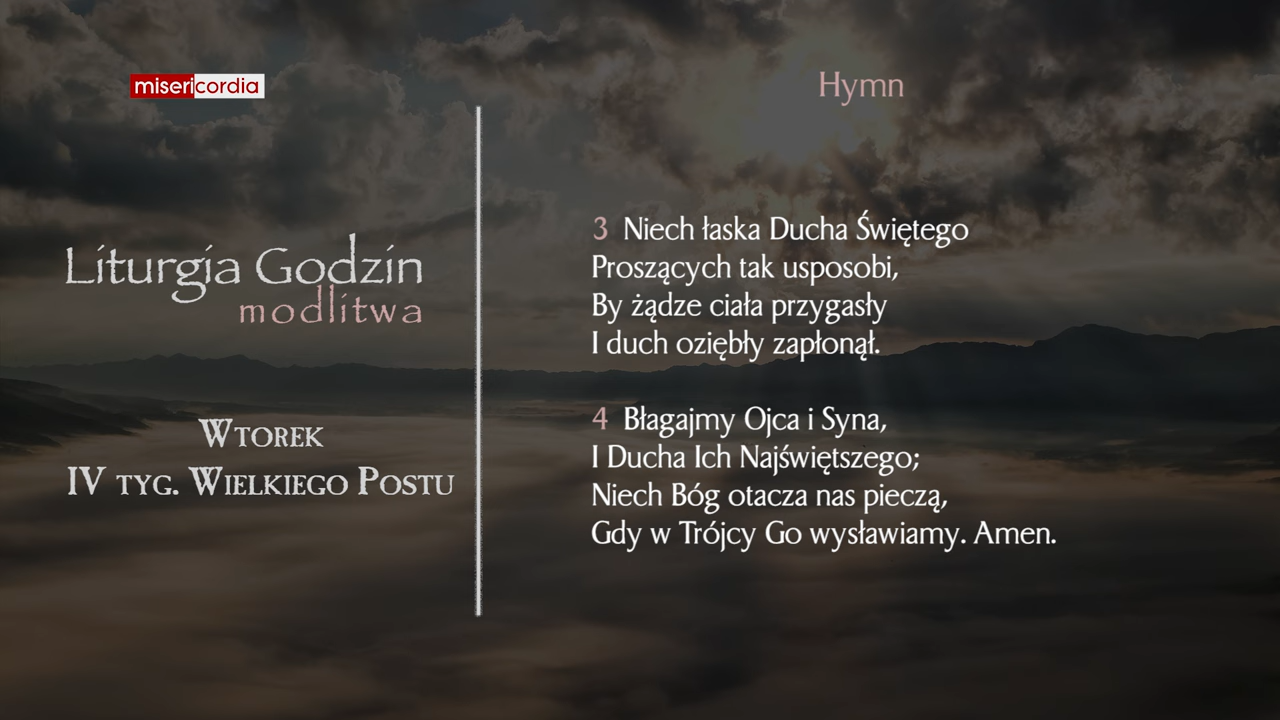 misericordia
Liturgia Godzin
modlitwa
Wtorek
IV tyg. Wielkiego Postu
Hymn
3 Niech łaska Ducha Świętego
Proszących tak usposobi,
By żądze ciała przygasły
I duch oziębły zapłonął.
4 Błagajmy Ojca i Syna,
I Ducha Ich Najświętszego;
Niech Bóg otacza nas pieczą,
Gdy w Trójcy Go wysławiamy. Amen.